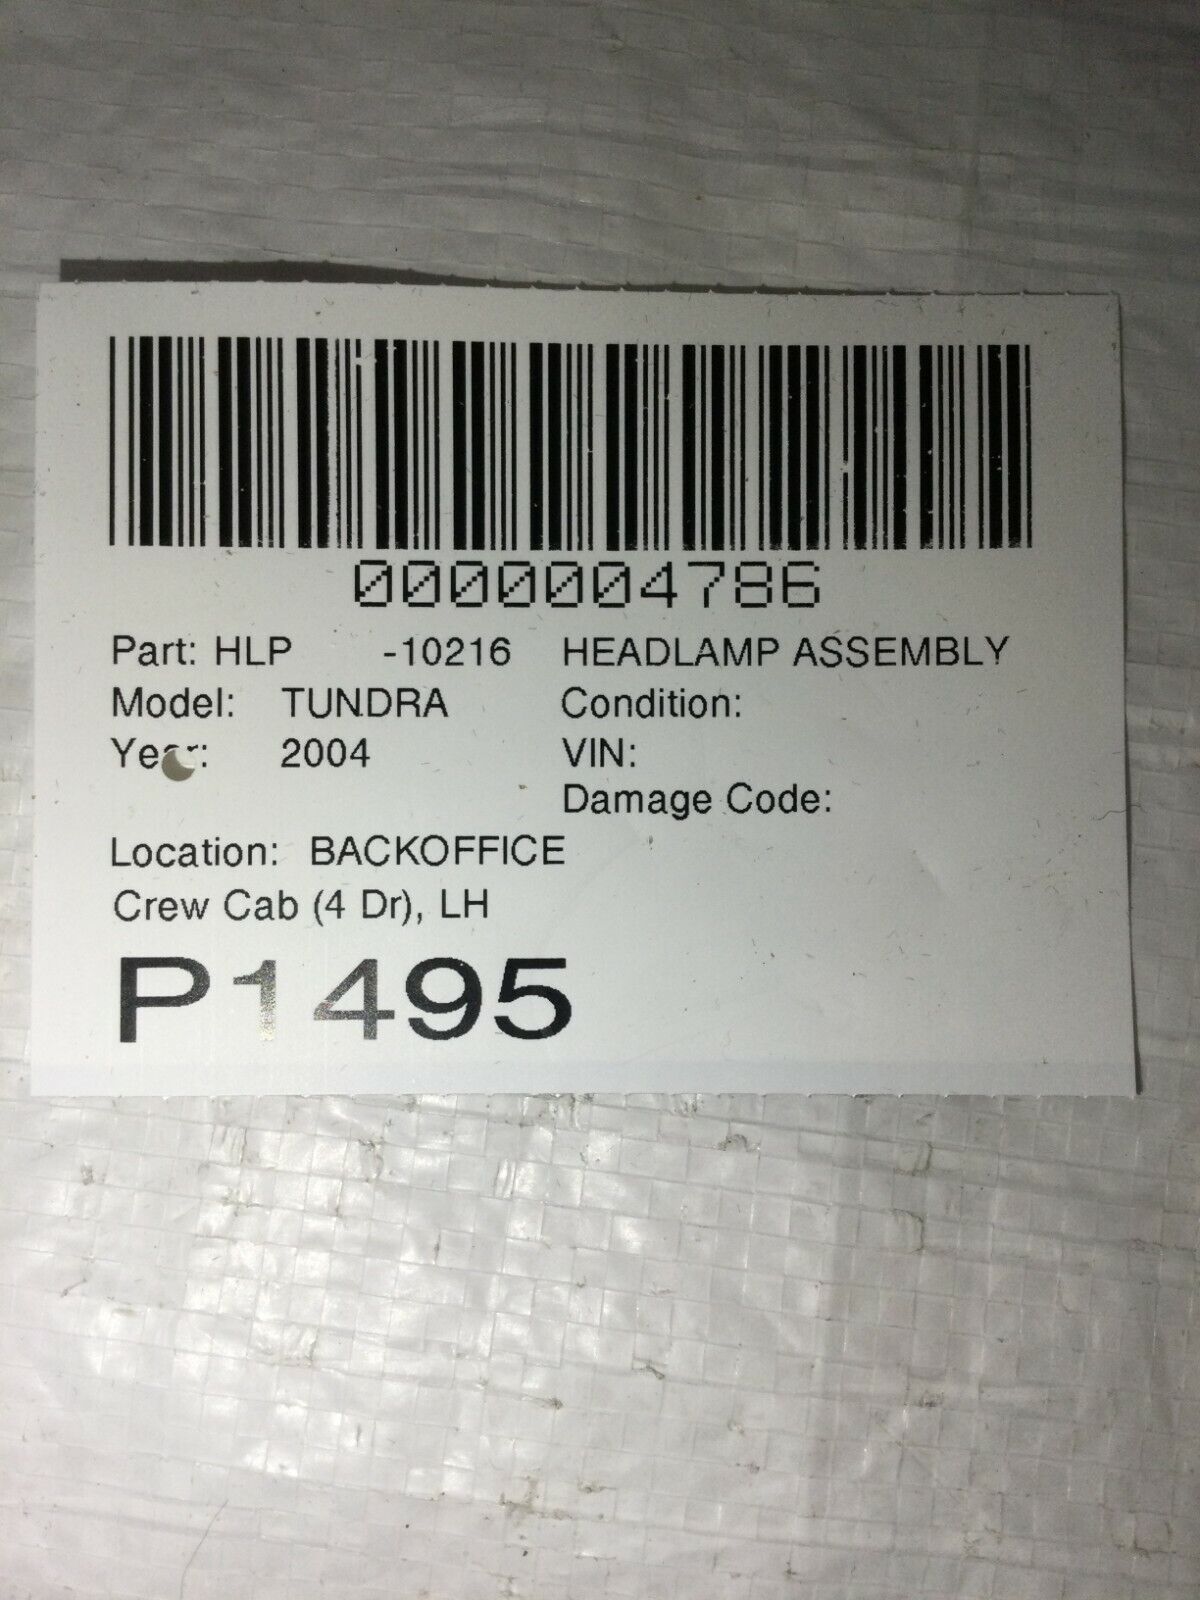 0000004786
Part: HLP -10216 HEADLAMP ASSEMBLY
Model: TUNDRA Condition:
Year: 2004 VIN:
Damage Code:
Location: BACKOFFICE
Crew Cab (4 Dr), LH
P1495